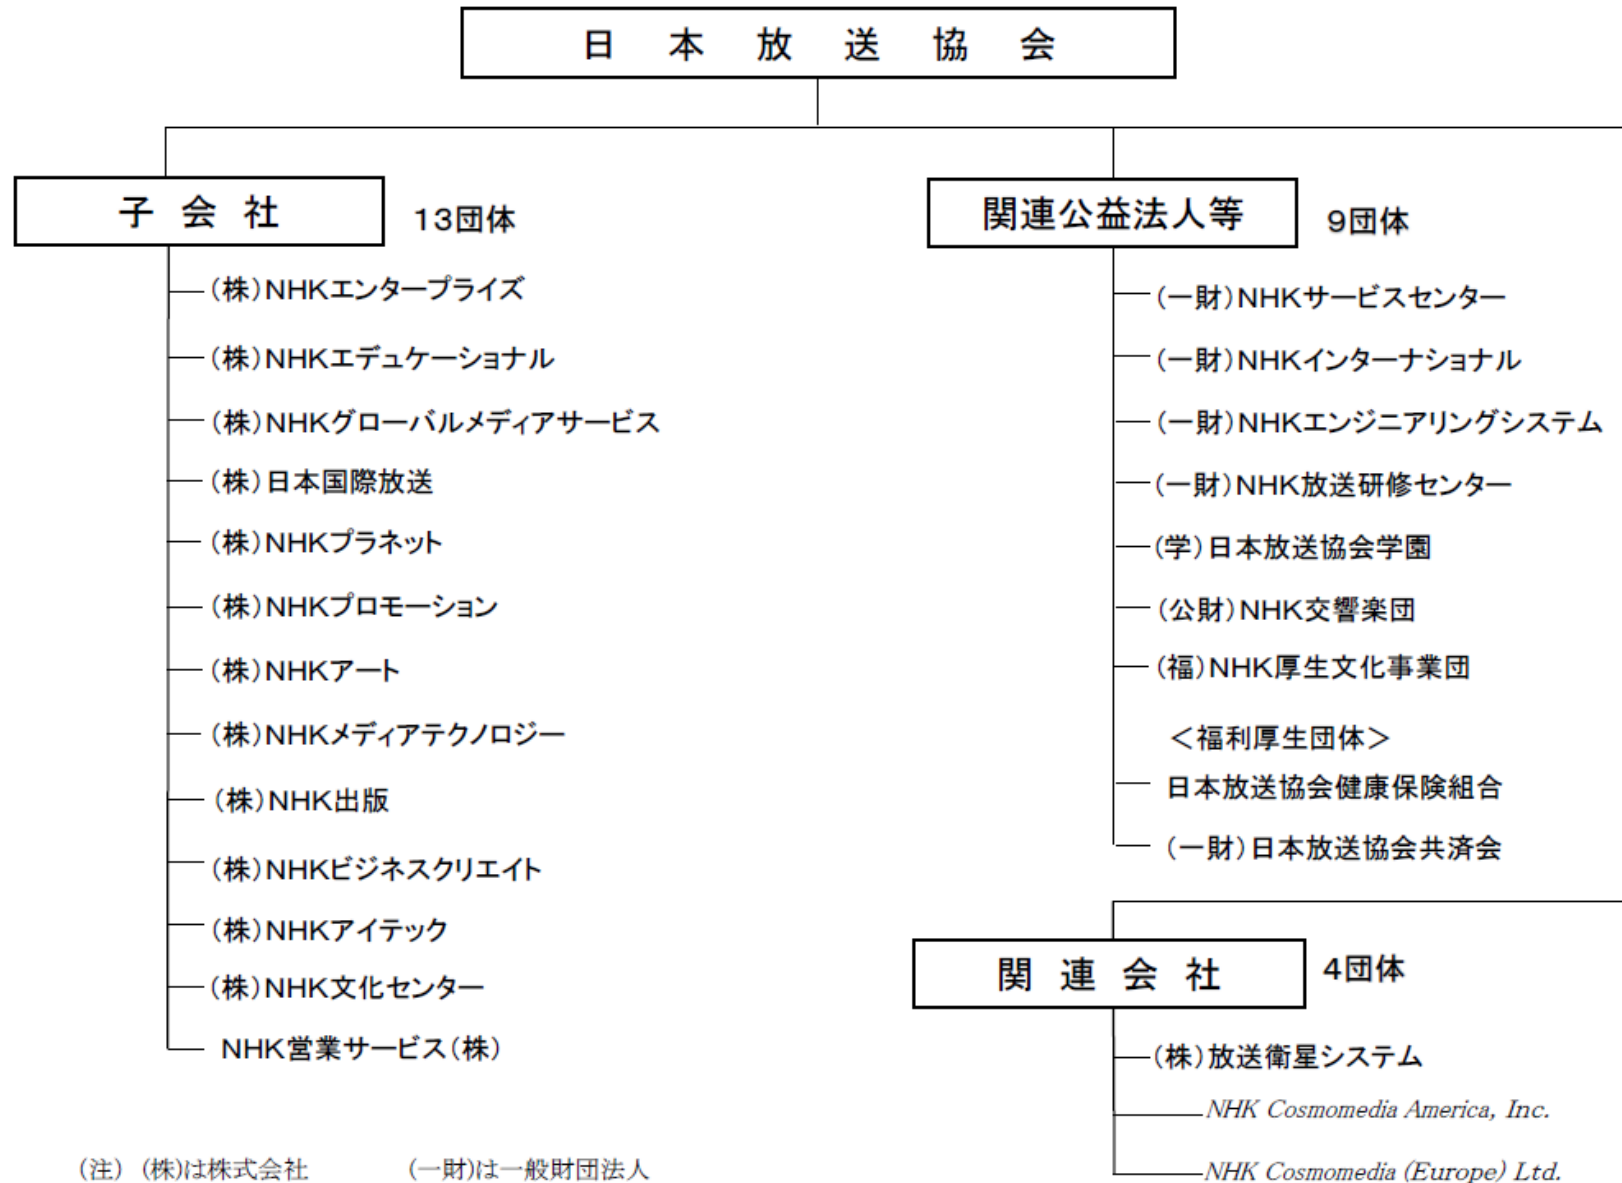 日本放送協会
子会社 13団体
(株)NHKエンタープライズ
(株)NHKエデュケーショナル
(株)NHKグローバルメディアサービス
(株)日本国際放送
(株)NHKプラネット
(株)NHKプロモーション
(株)NHKアート
(株)NHKメディアテクノロジー
(株)NHK出版
(株)NHKビジネスクリエイト
(株)NHKアイテック
(株)NHK文化センター
NHK営業サービス(株)
関連公益法人等 9団体
(一財)NHKサービスセンター
(一財)NHKインターナショナル
(一財)NHKエンジニアリングシステム
(一財)NHK放送研修センター
(学)日本放送協会学園
(公財)NHK交響楽団
(福)NHK厚生文化事業団
<福利厚生団体>
日本放送協会健康保険組合
(一財)日本放送協会共済会
関連会社 4団体
(株)放送衛星システム
NHK Cosmomedia America, Inc.
NHK Cosmomedia (Europe) Ltd.
(注) (株)は株式会社 (一財)は一般財団法人